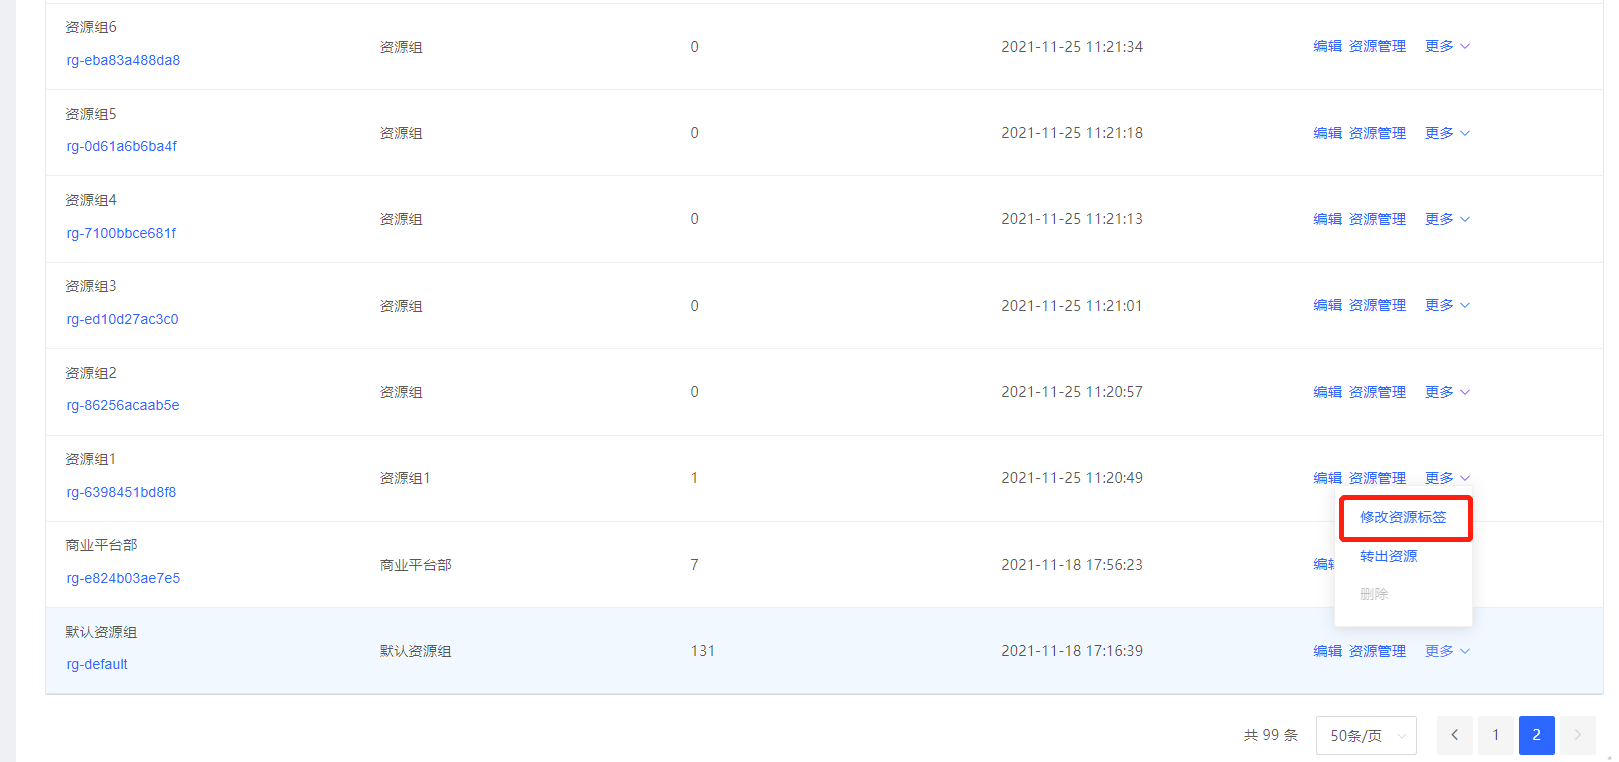 资源组6
rg-eba83a488da8
资源组
0
2021-11-25 11:21:34
编辑 资源管理 更多
资源组5
rg-0d61a6b6ba4f
资源组
0
2021-11-25 11:21:18
编辑 资源管理 更多
资源组4
rg-7100bbce681f
资源组
0
2021-11-25 11:21:13
编辑 资源管理 更多
资源组3
rg-ed10d27ac3c0
资源组
0
2021-11-25 11:21:01
编辑 资源管理 更多
资源组2
rg-86256acaab5e
资源组
0
2021-11-25 11:20:57
编辑 资源管理 更多
资源组1
rg-6398451bd8f8
资源组1
1
2021-11-25 11:20:49
编辑 资源管理 更多
修改资源标签
转出资源
删除
商业平台部
rg-e824b03ae7e5
商业平台部
7
2021-11-18 17:56:23
编辑
默认资源组
rg-default
默认资源组
131
2021-11-18 17:16:39
编辑 资源管理 更多
共 99 条
50条/页
1
2